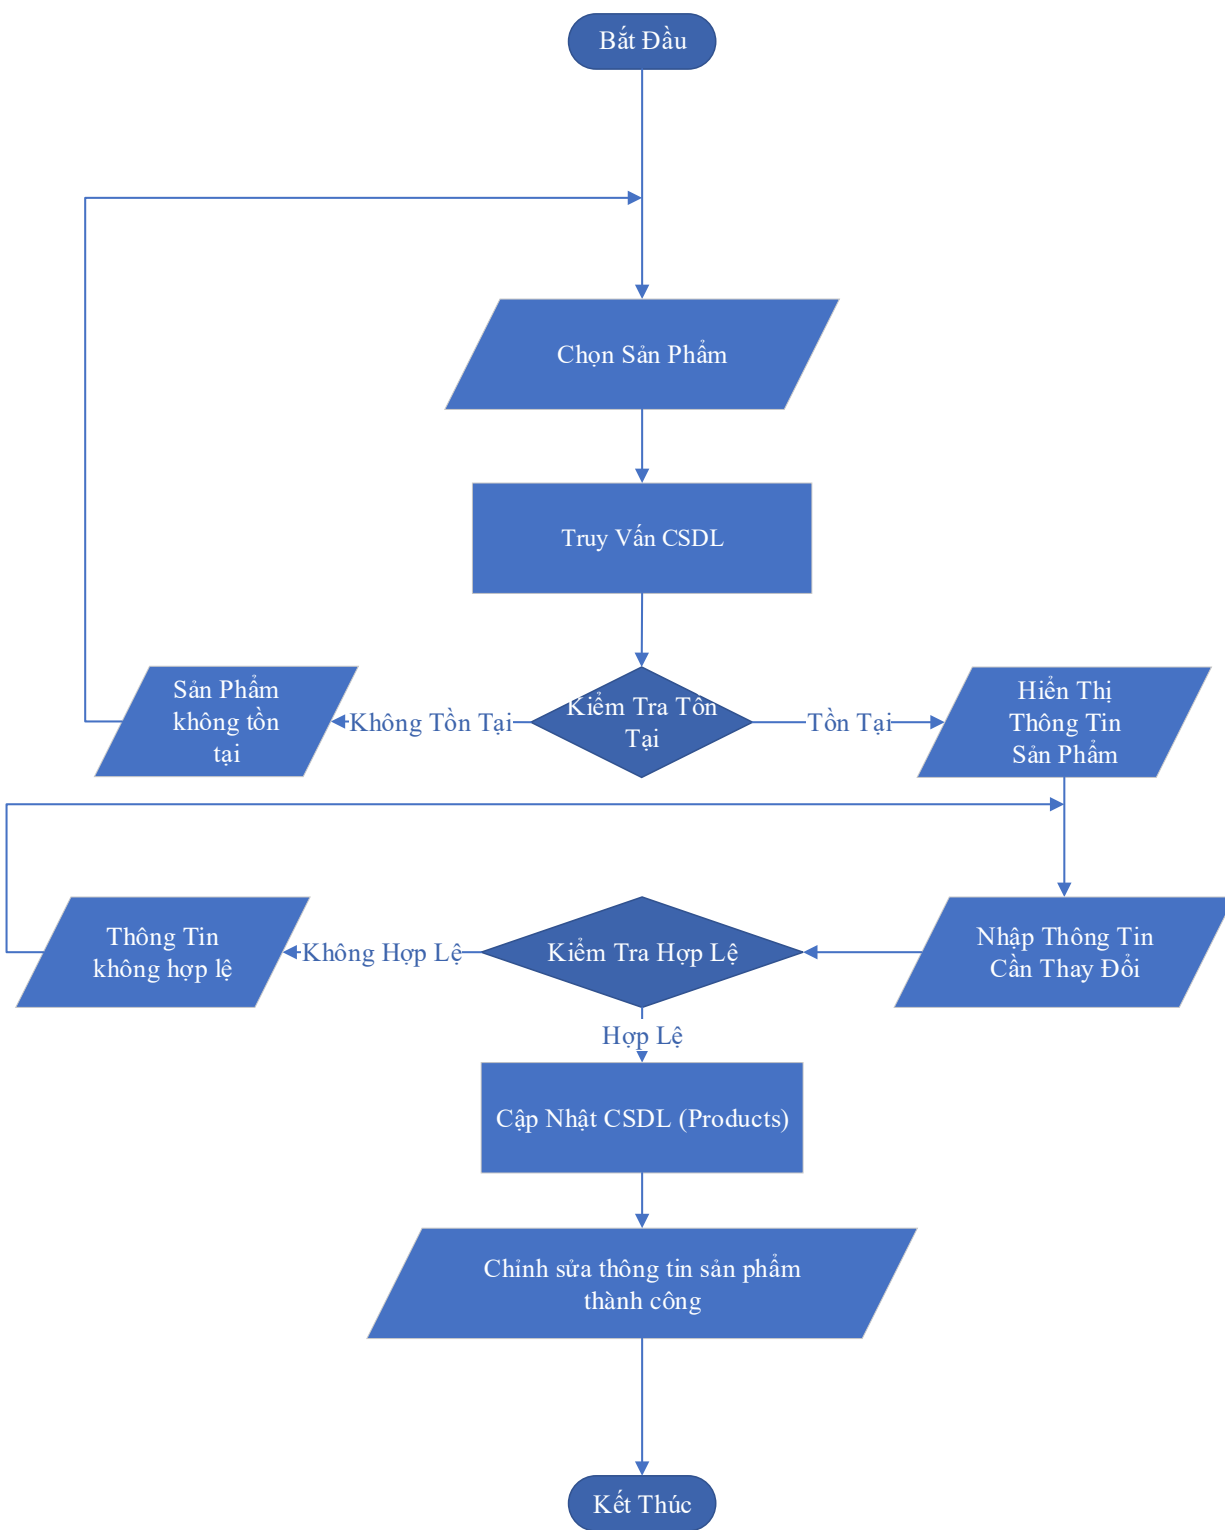 Bắt Đầu
Chọn Sản Phẩm
Truy Vấn CSDL
Sản Phẩm
không tồn
tại
Không Tồn Tại
Kiểm Tra Tồn
Tại
Tồn Tại
Hiển Thị
Thông Tin
Sản Phẩm
Thông Tin
không hợp lệ
Không Hợp Lệ
Kiểm Tra Hợp Lệ
Nhập Thông Tin
Cần Thay Đổi
Hợp Lệ
Cập Nhật CSDL (Products)
Chỉnh sửa thông tin sản phẩm
thành công
Kết Thúc